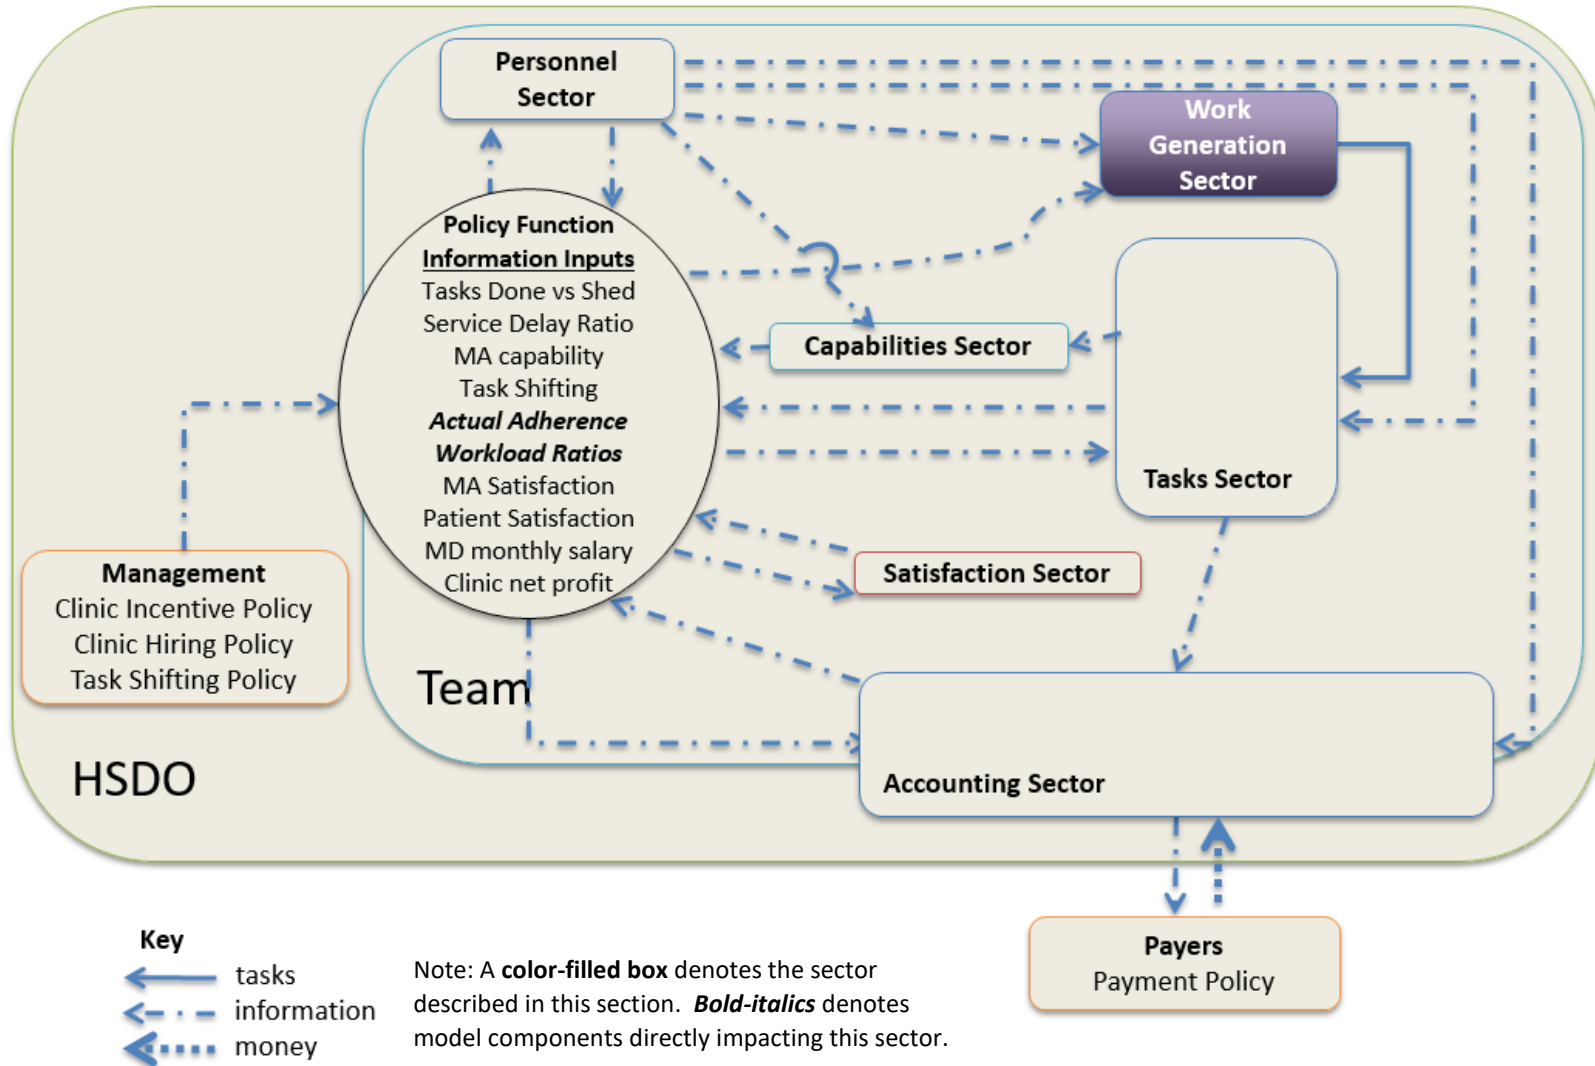 Personnel
Sector
Work
Generation
Sector
Policy Function
Information Inputs
Tasks Done vs Shed
Service Delay Ratio
MA capability
Task Shifting
Actual Adherence
Workload Ratios
MA Satisfaction
Patient Satisfaction
MD monthly salary
Clinic net profit
Capabilities Sector
Tasks Sector
Satisfaction Sector
Management
Clinic Incentive Policy
Clinic Hiring Policy
Task Shifting Policy
Team
HSDO
Accounting Sector
Payers
Payment Policy
Key
tasks
information
money
Note: A color-filled box denotes the sector
described in this section. Bold-italics denotes
model components directly impacting this sector.